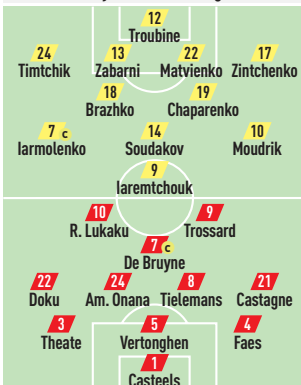 12
Troubine
24 13 22 17
Timtchik Zabarni Matvienko Zintchenko
18 19
Brazhko Chaparenko
7 c 14 10
Iarmolenko Soudakov Moudrik
9
Iaremtchouk
10 9
R. Lukaku Trossard
7 c
De Bruyne
22 24 8 21
Doku Am. Onana Tielemans Castagne
3 5 4
Theate Vertonghen Faes
1
Casteels